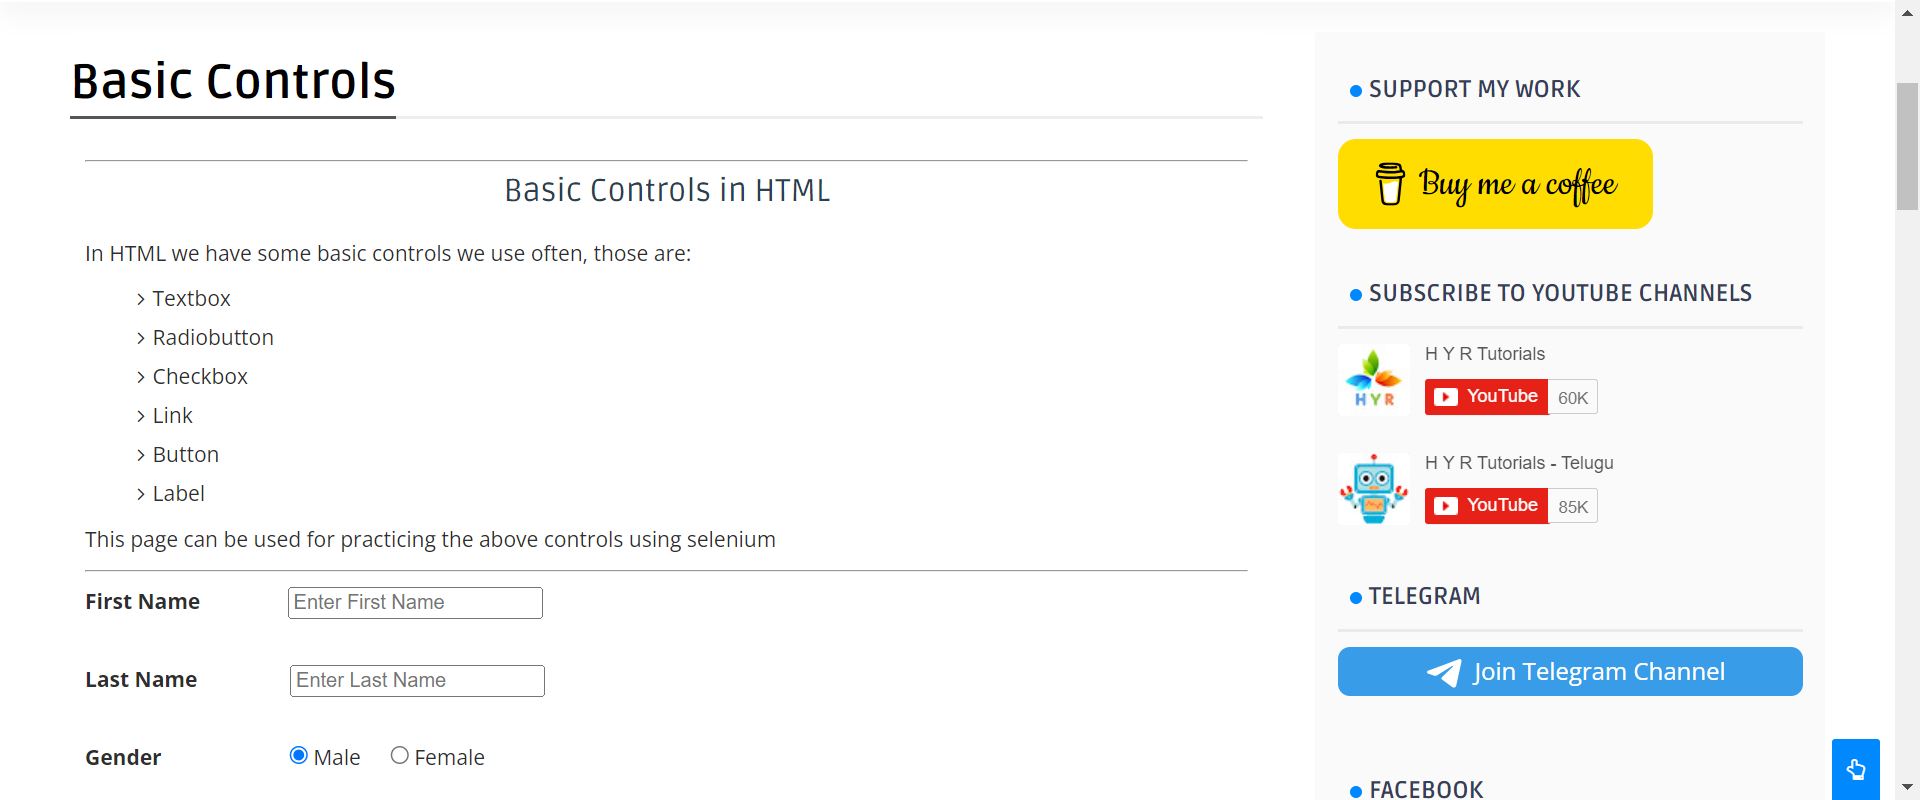 Basic Controls
Basic Controls in HTML
In HTML we have some basic controls we use often, those are:
Textbox
Radiobutton
Checkbox
Link
Button
Label
This page can be used for practicing the above controls using selenium
First Name
Enter First Name
Last Name
Enter Last Name
Gender
Male
Female
SUPPORT MY WORK
Buy me a coffee
SUBSCRIBE TO YOUTUBE CHANNELS
H Y R Tutorials
HYR
YouTube 60K
H Y R Tutorials - Telugu
YouTube 85K
TELEGRAM
Join Telegram Channel
FACEBOOK